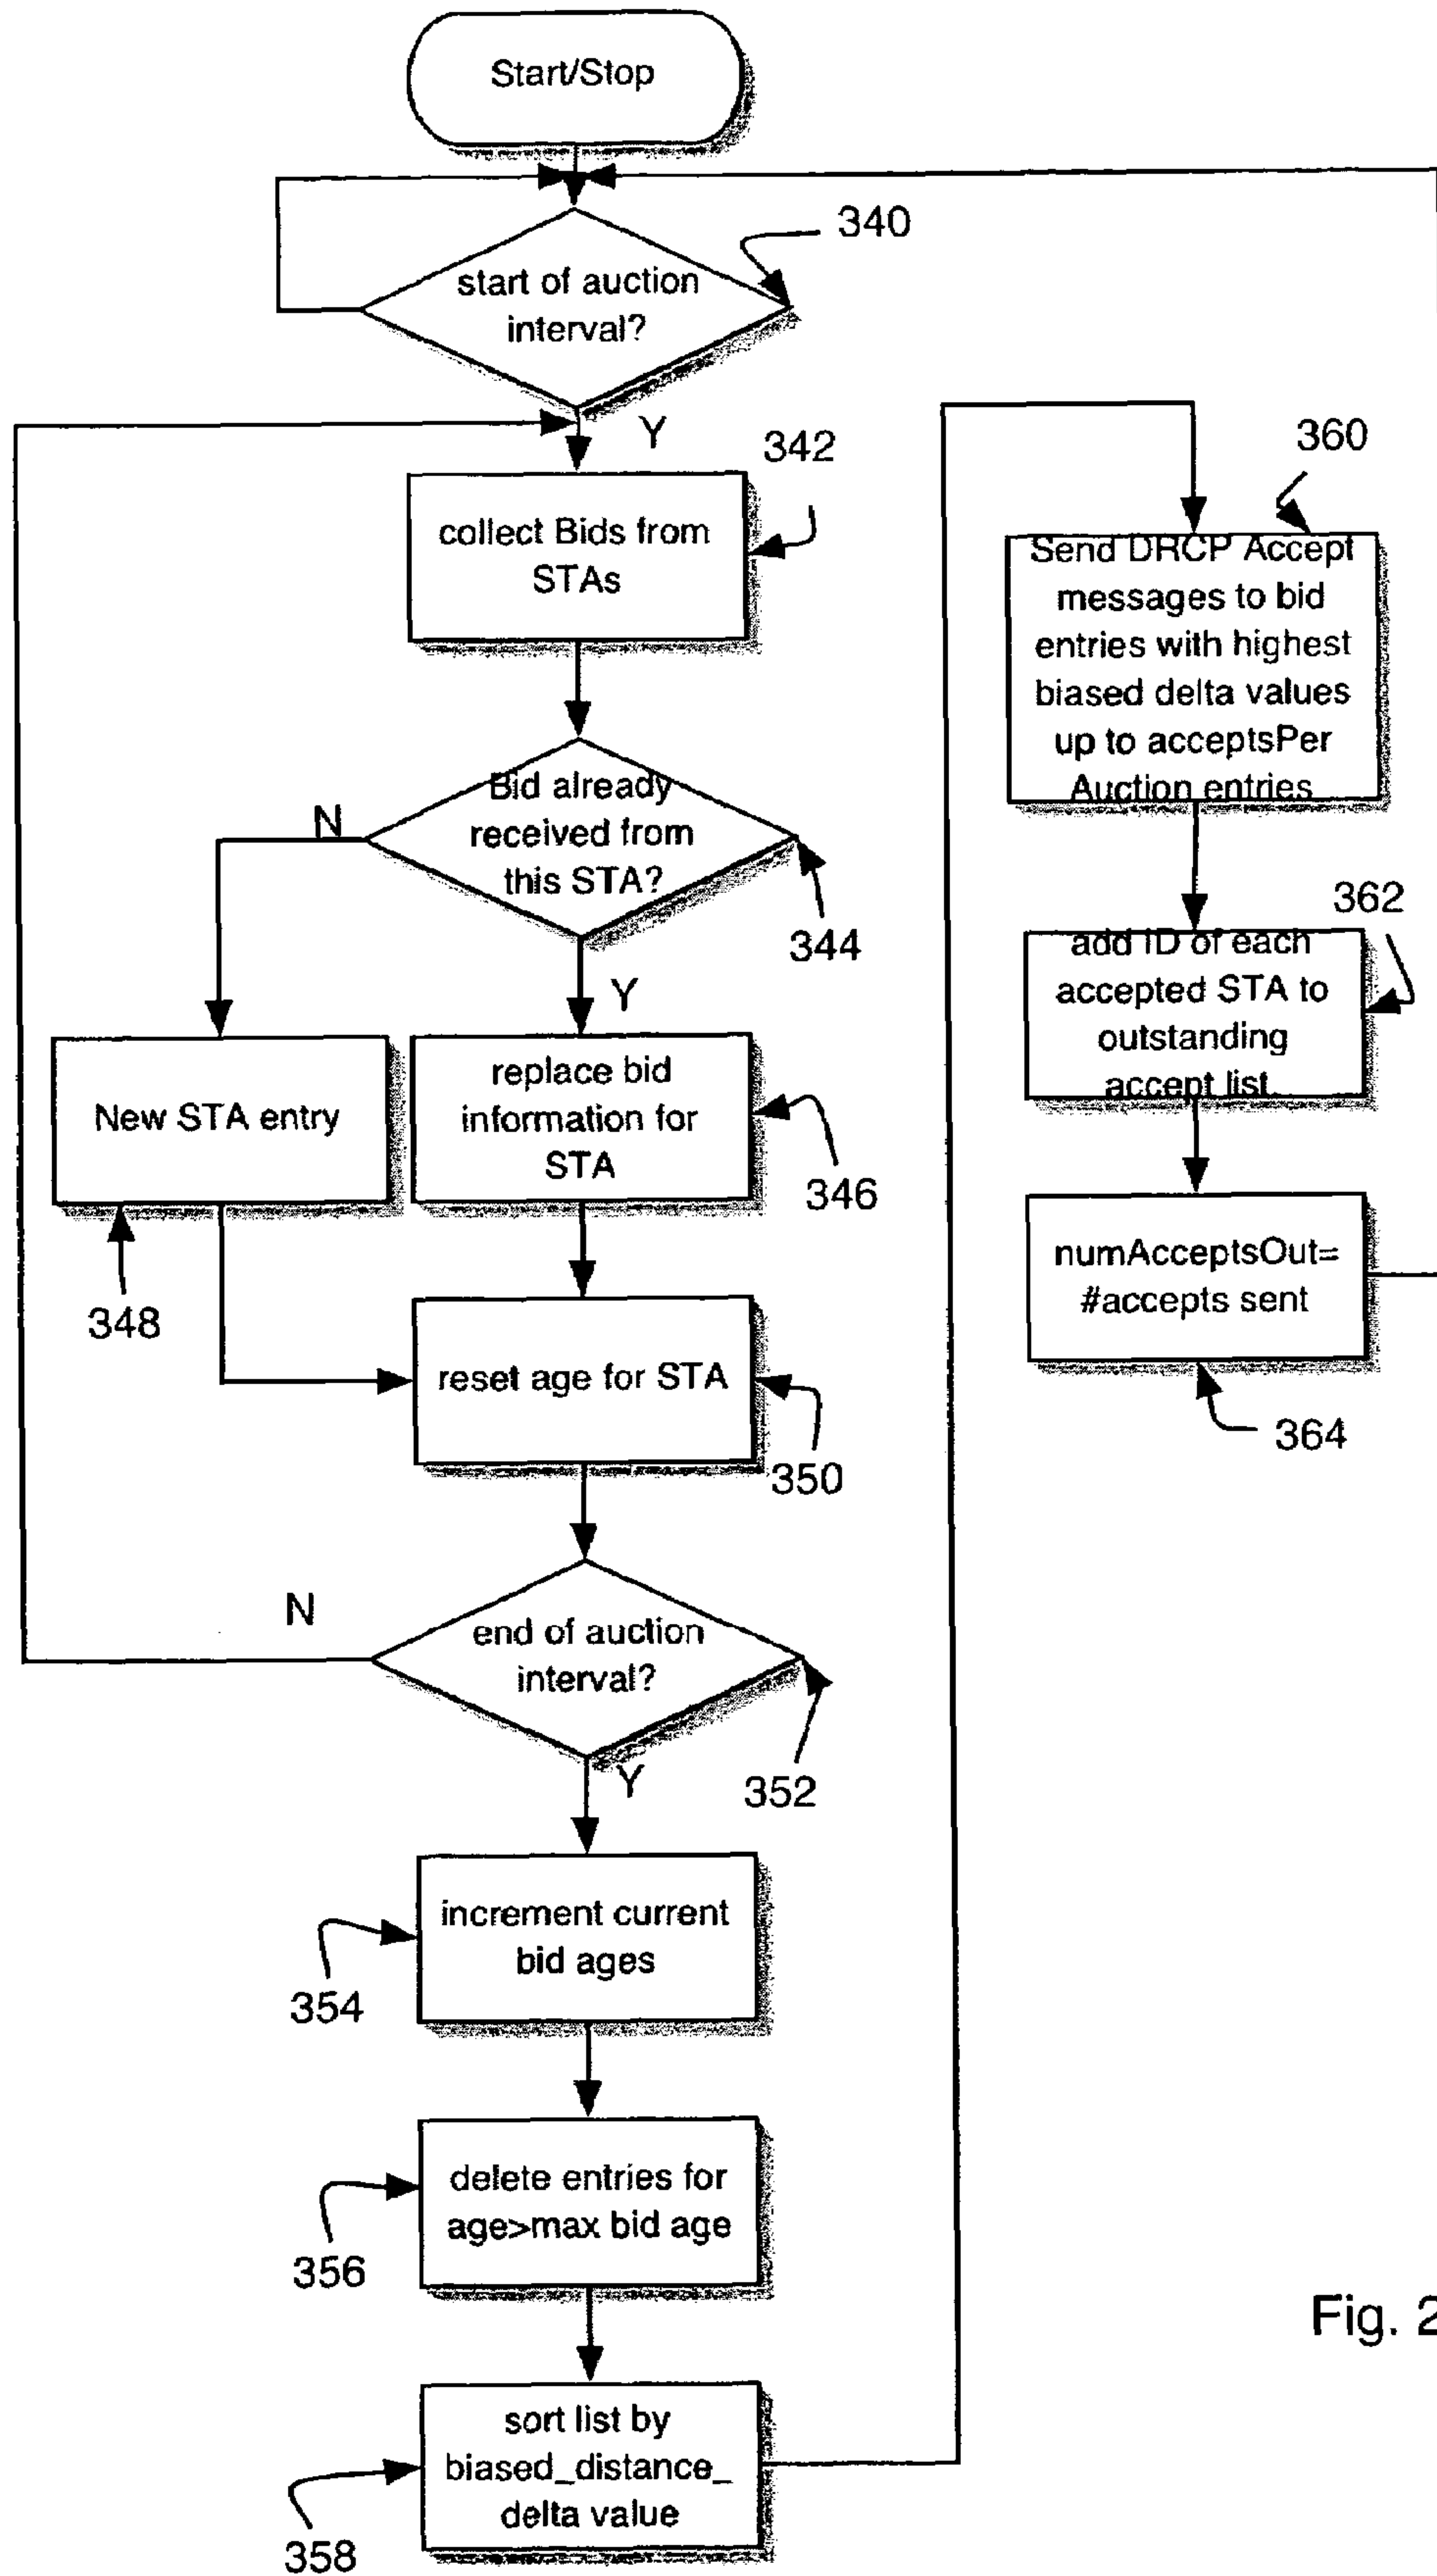 Start/Stop
340
start of auction
interval?
Y
342
collect Bids from
STAs
N
Bid already
received from
this STA?
344
Y
New STA entry
348
replace bid
information for
STA
346
reset age for STA
350
N
end of auction
interval?
352
Y
increment current
bid ages
354
delete entries for
age>max bid age
356
sort list by
biased_distance_
delta value
358
360
Send DRCP Accept
messages to bid
entries with highest
biased delta values
up to acceptsPer
Auction entries
362
add ID of each
accepted STA to
outstanding
accept list
numAcceptsOut=
#accepts sent
364
Fig. 2